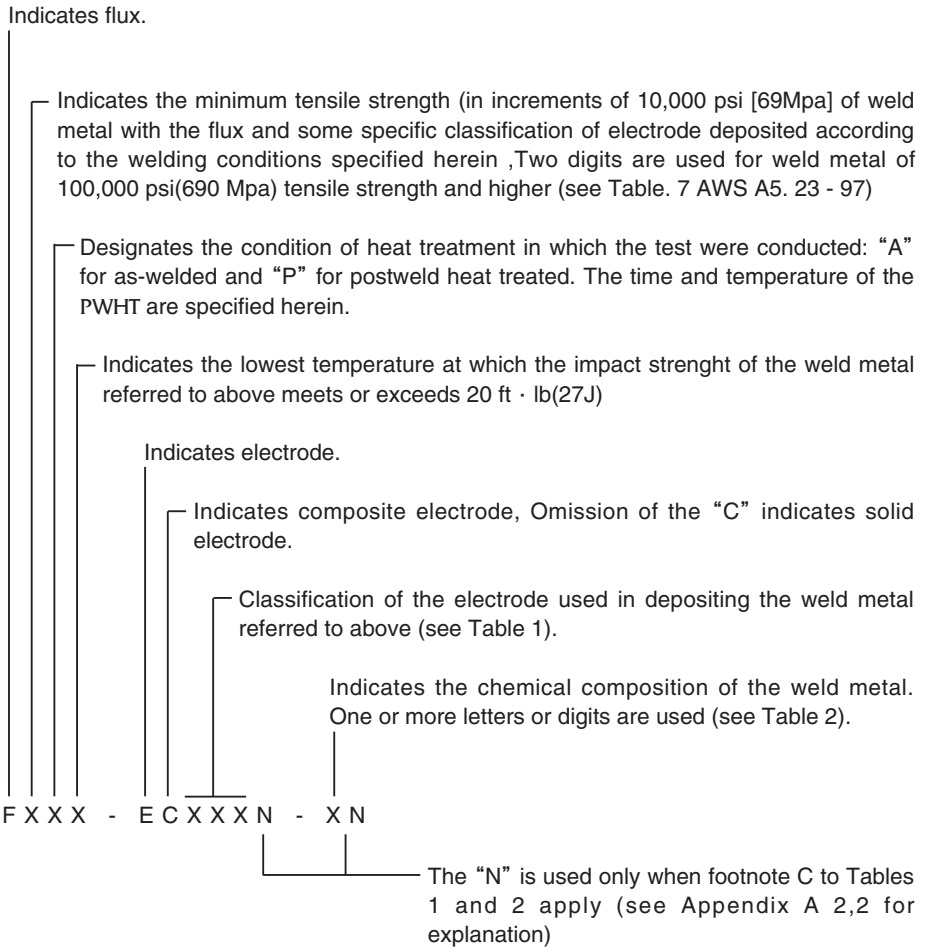 Indicates flux.
Indicates the minimum tensile strength (in increments of 10,000 psi [69Mpa] of weld
metal with the flux and some specific classification of electrode deposited according
to the welding conditions specified herein ,Two digits are used for weld metal of
100,000 psi(690 Mpa) tensile strength and higher (see Table. 7 AWS A5. 23 - 97)
Designates the condition of heat treatment in which the test were conducted: “A”
for as-welded and “P” for postweld heat treated. The time and temperature of the
PWHT are specified herein.
Indicates the lowest temperature at which the impact strenght of the weld metal
referred to above meets or exceeds 20 ft · lb(27J)
Indicates electrode.
Indicates composite electrode, Omission of the “C” indicates solid
electrode.
Classification of the electrode used in depositing the weld metal
referred to above (see Table 1).
Indicates the chemical composition of the weld metal.
One or more letters or digits are used (see Table 2).
F X X X - E C X X X N - X N
The “N” is used only when footnote C to Tables
1 and 2 apply (see Appendix A 2,2 for
explanation)